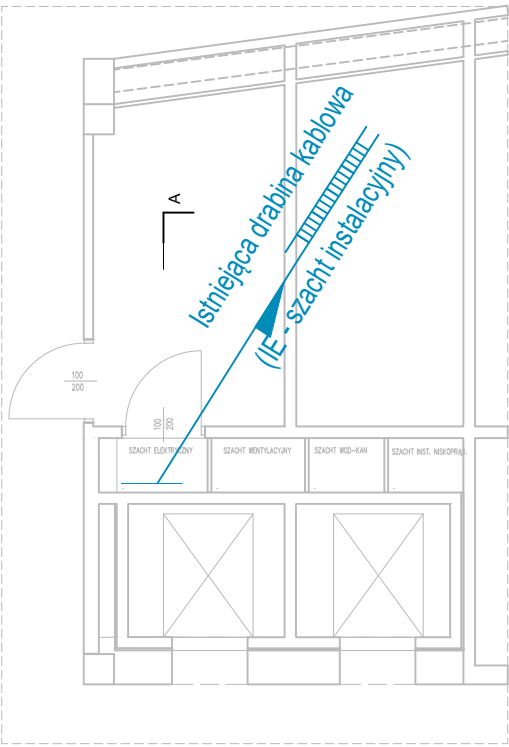 A
Istniejąca drabina kablowa
(IE - szacht instalacyjny)
100
200
100
200
SZACHT ELEKTRYCZNY
SZACHT WENTYLACYJNY
SZACHT WOD-KAN
SZACHT INST. NISKOPRĄD.